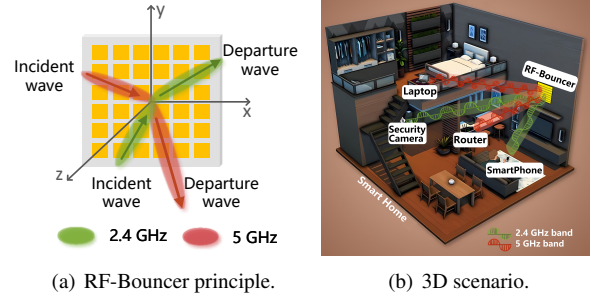 y
Departure
wave
Incident
wave
x
z
Incident
wave
Departure
wave
2.4 GHz
5 GHz
(a) RF-Bouncer principle.
RF-Bouncer
Laptop
Security
Camera
Router
SmartPhone
Smart Home
2.4 GHz band
5 GHz band
(b) 3D scenario.